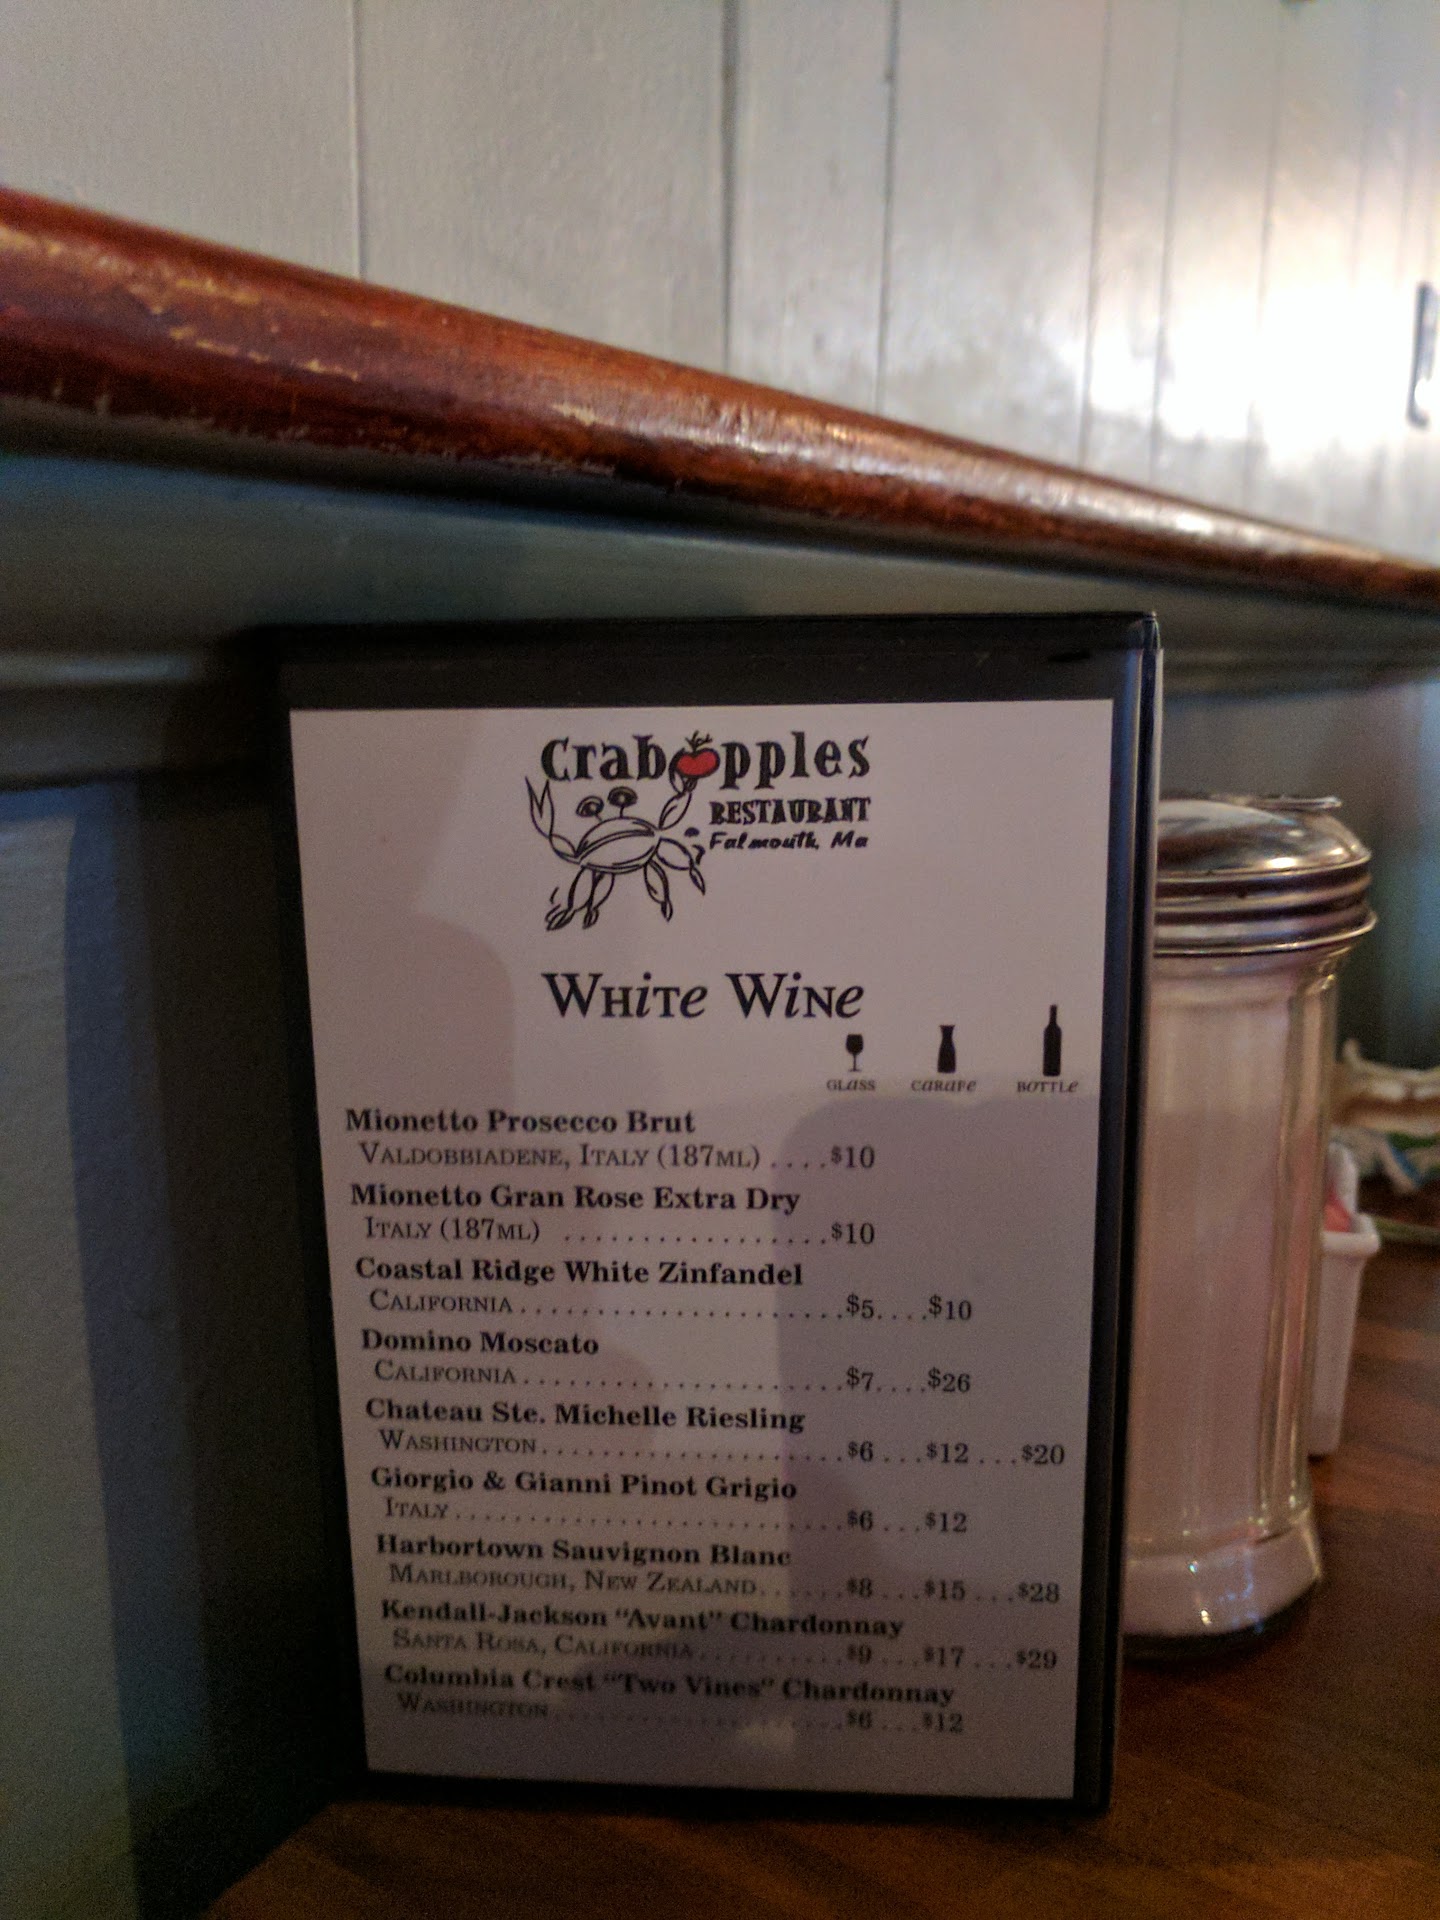 Crabapples
RESTAURANT
Falmouth, Ma
WHiTe WiNe
GLASS CARAFE BOTTLe
Mionetto Prosecco Brut
VALDOBBIADENE, ITALY (187ML) ....$10
Mionetto Gran Rose Extra Dry
ITALY (187ML) .................$10
Coastal Ridge White Zinfandel
CALIFORNIA.....................$5....$10
Domino Moscato
CALIFORNIA.....................$7....$26
Chateau Ste. Michelle Riesling
WASHINGTON....................$6...$12...$20
Giorgio & Gianni Pinot Grigio
ITALY.........................$6...$12
Harbortown Sauvignon Blanc
MARLBOROUGH, NEW ZEALAND......$8...$15...$28
Kendall-Jackson “Avant” Chardonnay
SANTA ROSA, CALIFORNIA..........$9...$17...$29
Columbia Crest “Two Vines” Chardonnay
WASHINGTON...................$6...$12